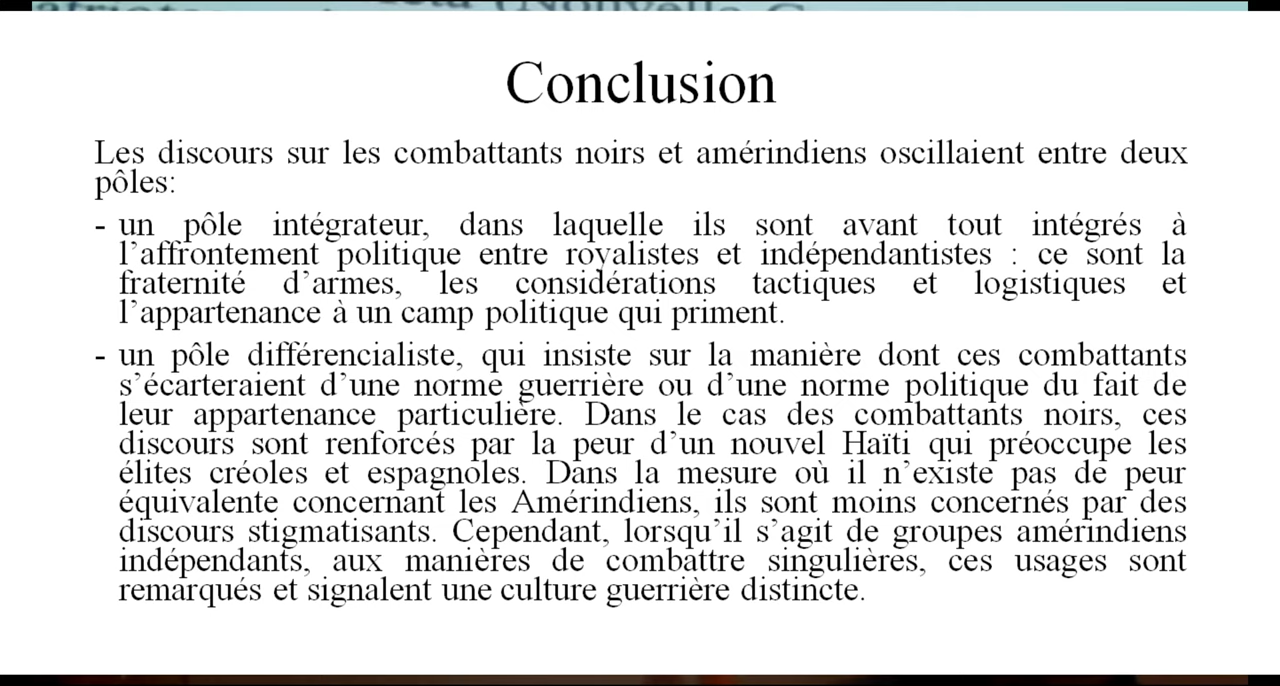 Conclusion
Les discours sur les combattants noirs et amérindiens oscillaient entre deux
pôles:
- un pôle intégrateur, dans laquelle ils sont avant tout intégrés à
l’affrontement politique entre royalistes et indépendantistes : ce sont la
fraternité d’armes, les considérations tactiques et logistiques et
l’appartenance à un camp politique qui priment.
- un pôle différencialiste, qui insiste sur la manière dont ces combattants
s’écarteraient d’une norme guerrière ou d’une norme politique du fait de
leur appartenance particulière. Dans le cas des combattants noirs, ces
discours sont renforcés par la peur d’un nouvel Haïti qui préoccupe les
élites créoles et espagnoles. Dans la mesure où il n’existe pas de peur
équivalente concernant les Amérindiens, ils sont moins concernés par des
discours stigmatisants. Cependant, lorsqu’il s’agit de groupes amérindiens
indépendants, aux manières de combattre singulières, ces usages sont
remarqués et signalent une culture guerrière distincte.